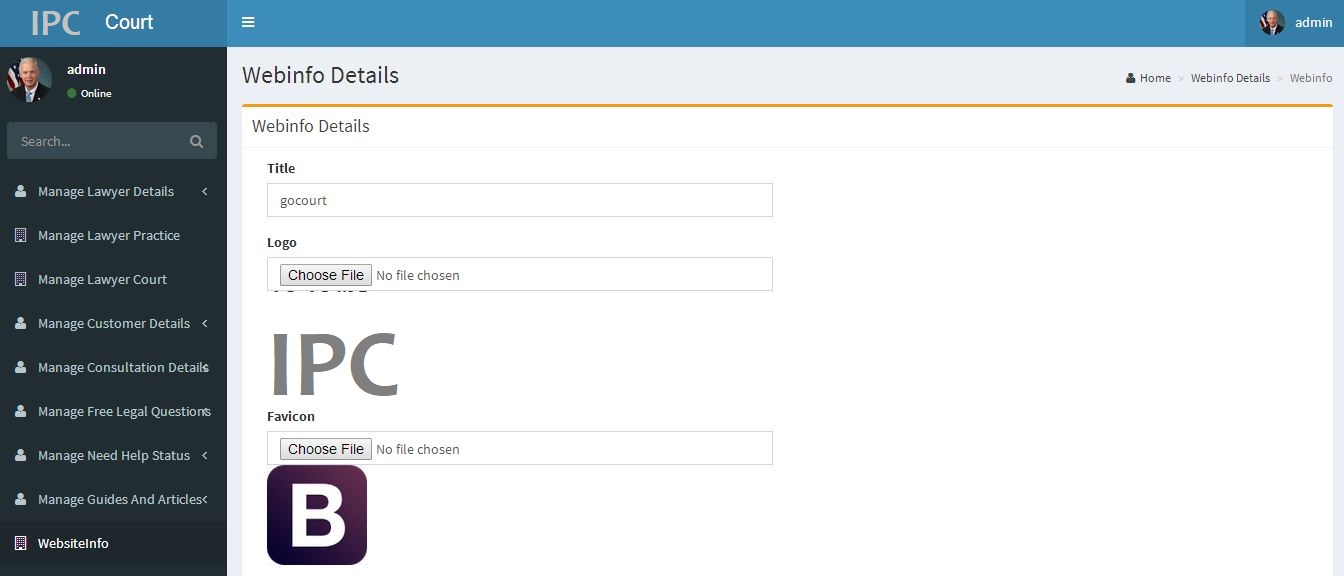 IPC Court
admin
admin
Online
Search...
Manage Lawyer Details
Manage Lawyer Practice
Manage Lawyer Court
Manage Customer Details
Manage Consultation Details
Manage Free Legal Questions
Manage Need Help Status
Manage Guides And Articles
WebsiteInfo
Webinfo Details
Home > Webinfo Details > Webinfo
Webinfo Details
Title
gocourt
Logo
Choose File No file chosen
IPC
Favicon
Choose File No file chosen
B